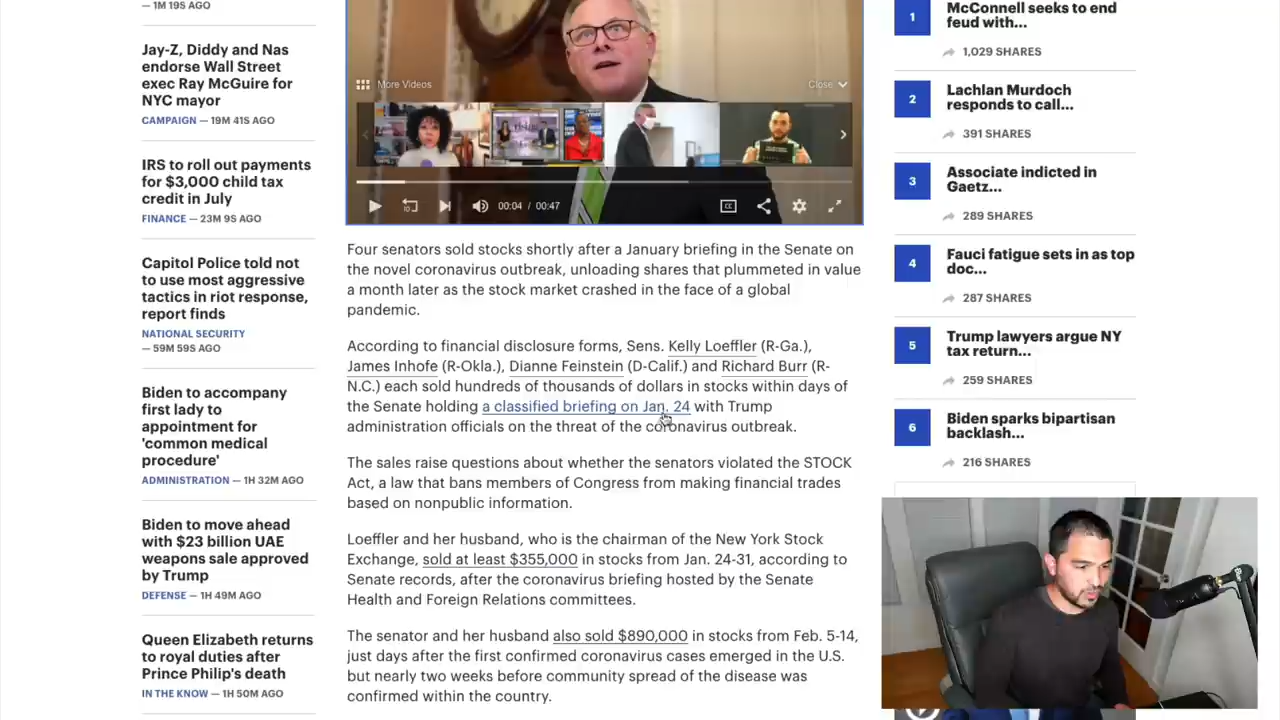 — 1M 19S AGO
Jay-Z, Diddy and Nas
endorse Wall Street
exec Ray McGuire for
NYC mayor
CAMPAIGN — 19M 41S AGO
IRS to roll out payments
for $3,000 child tax
credit in July
FINANCE — 23M 9S AGO
Capitol Police told not
to use most aggressive
tactics in riot response,
report finds
NATIONAL SECURITY
— 59M 59S AGO
Biden to accompany
first lady to
appointment for
'common medical
procedure'
ADMINISTRATION — 1H 32M AGO
Biden to move ahead
with $23 billion UAE
weapons sale approved
by Trump
DEFENSE — 1H 49M AGO
Queen Elizabeth returns
to royal duties after
Prince Philip's death
IN THE KNOW — 1H 50M AGO
More Videos
Close
00:04 / 00:47
CC
Four senators sold stocks shortly after a January briefing in the Senate on
the novel coronavirus outbreak, unloading shares that plummeted in value
a month later as the stock market crashed in the face of a global
pandemic.
According to financial disclosure forms, Sens. Kelly Loeffler (R-Ga.),
James Inhofe (R-Okla.), Dianne Feinstein (D-Calif.) and Richard Burr (R-
N.C.) each sold hundreds of thousands of dollars in stocks within days of
the Senate holding a classified briefing on Jan. 24 with Trump
administration officials on the threat of the coronavirus outbreak.
The sales raise questions about whether the senators violated the STOCK
Act, a law that bans members of Congress from making financial trades
based on nonpublic information.
Loeffler and her husband, who is the chairman of the New York Stock
Exchange, sold at least $355,000 in stocks from Jan. 24-31, according to
Senate records, after the coronavirus briefing hosted by the Senate
Health and Foreign Relations committees.
The senator and her husband also sold $890,000 in stocks from Feb. 5-14,
just days after the first confirmed coronavirus cases emerged in the U.S.
but nearly two weeks before community spread of the disease was
confirmed within the country.
1
McConnell seeks to end
feud with...
1,029 SHARES
2
Lachlan Murdoch
responds to call...
391 SHARES
3
Associate indicted in
Gaetz...
289 SHARES
4
Fauci fatigue sets in as top
doc...
287 SHARES
5
Trump lawyers argue NY
tax return...
259 SHARES
6
Biden sparks bipartisan
backlash...
216 SHARES